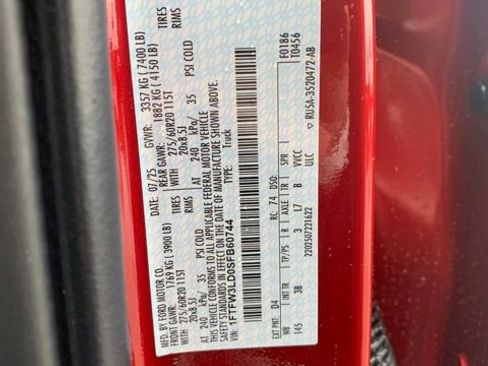 MFD. BY FORD MOTOR CO.
DATE: 07/25 GVWR: 3357 KG ( 7400 LB)
FRONT GAWR: 1769 KG ( 3900 LB) REAR GAWR: 1882 KG ( 4150 LB)
WITH 275/60R20 115T TIRES WITH 275/60R20 115T TIRES
20x8.5J RIMS 20x8.5J RIMS
AT 240 kPa/ 35 PSI COLD AT 240 kPa/ 35 PSI COLD
THIS VEHICLE CONFORMS TO ALL APPLICABLE FEDERAL MOTOR VEHICLE
SAFETY STANDARDS IN EFFECT ON THE DATE OF MANUFACTURE SHOWN ABOVE.
VIN: 1FTFW3LD0SFB60744
TYPE: Truck
F0186
T0456
EXT PNT: D4 RC: 74 DSO:
WB INT TR TP/PS R AXLE TR SPR
145 38 3 L7 B VVCC
220250722162Z ULC
RU5A-3520472-AB